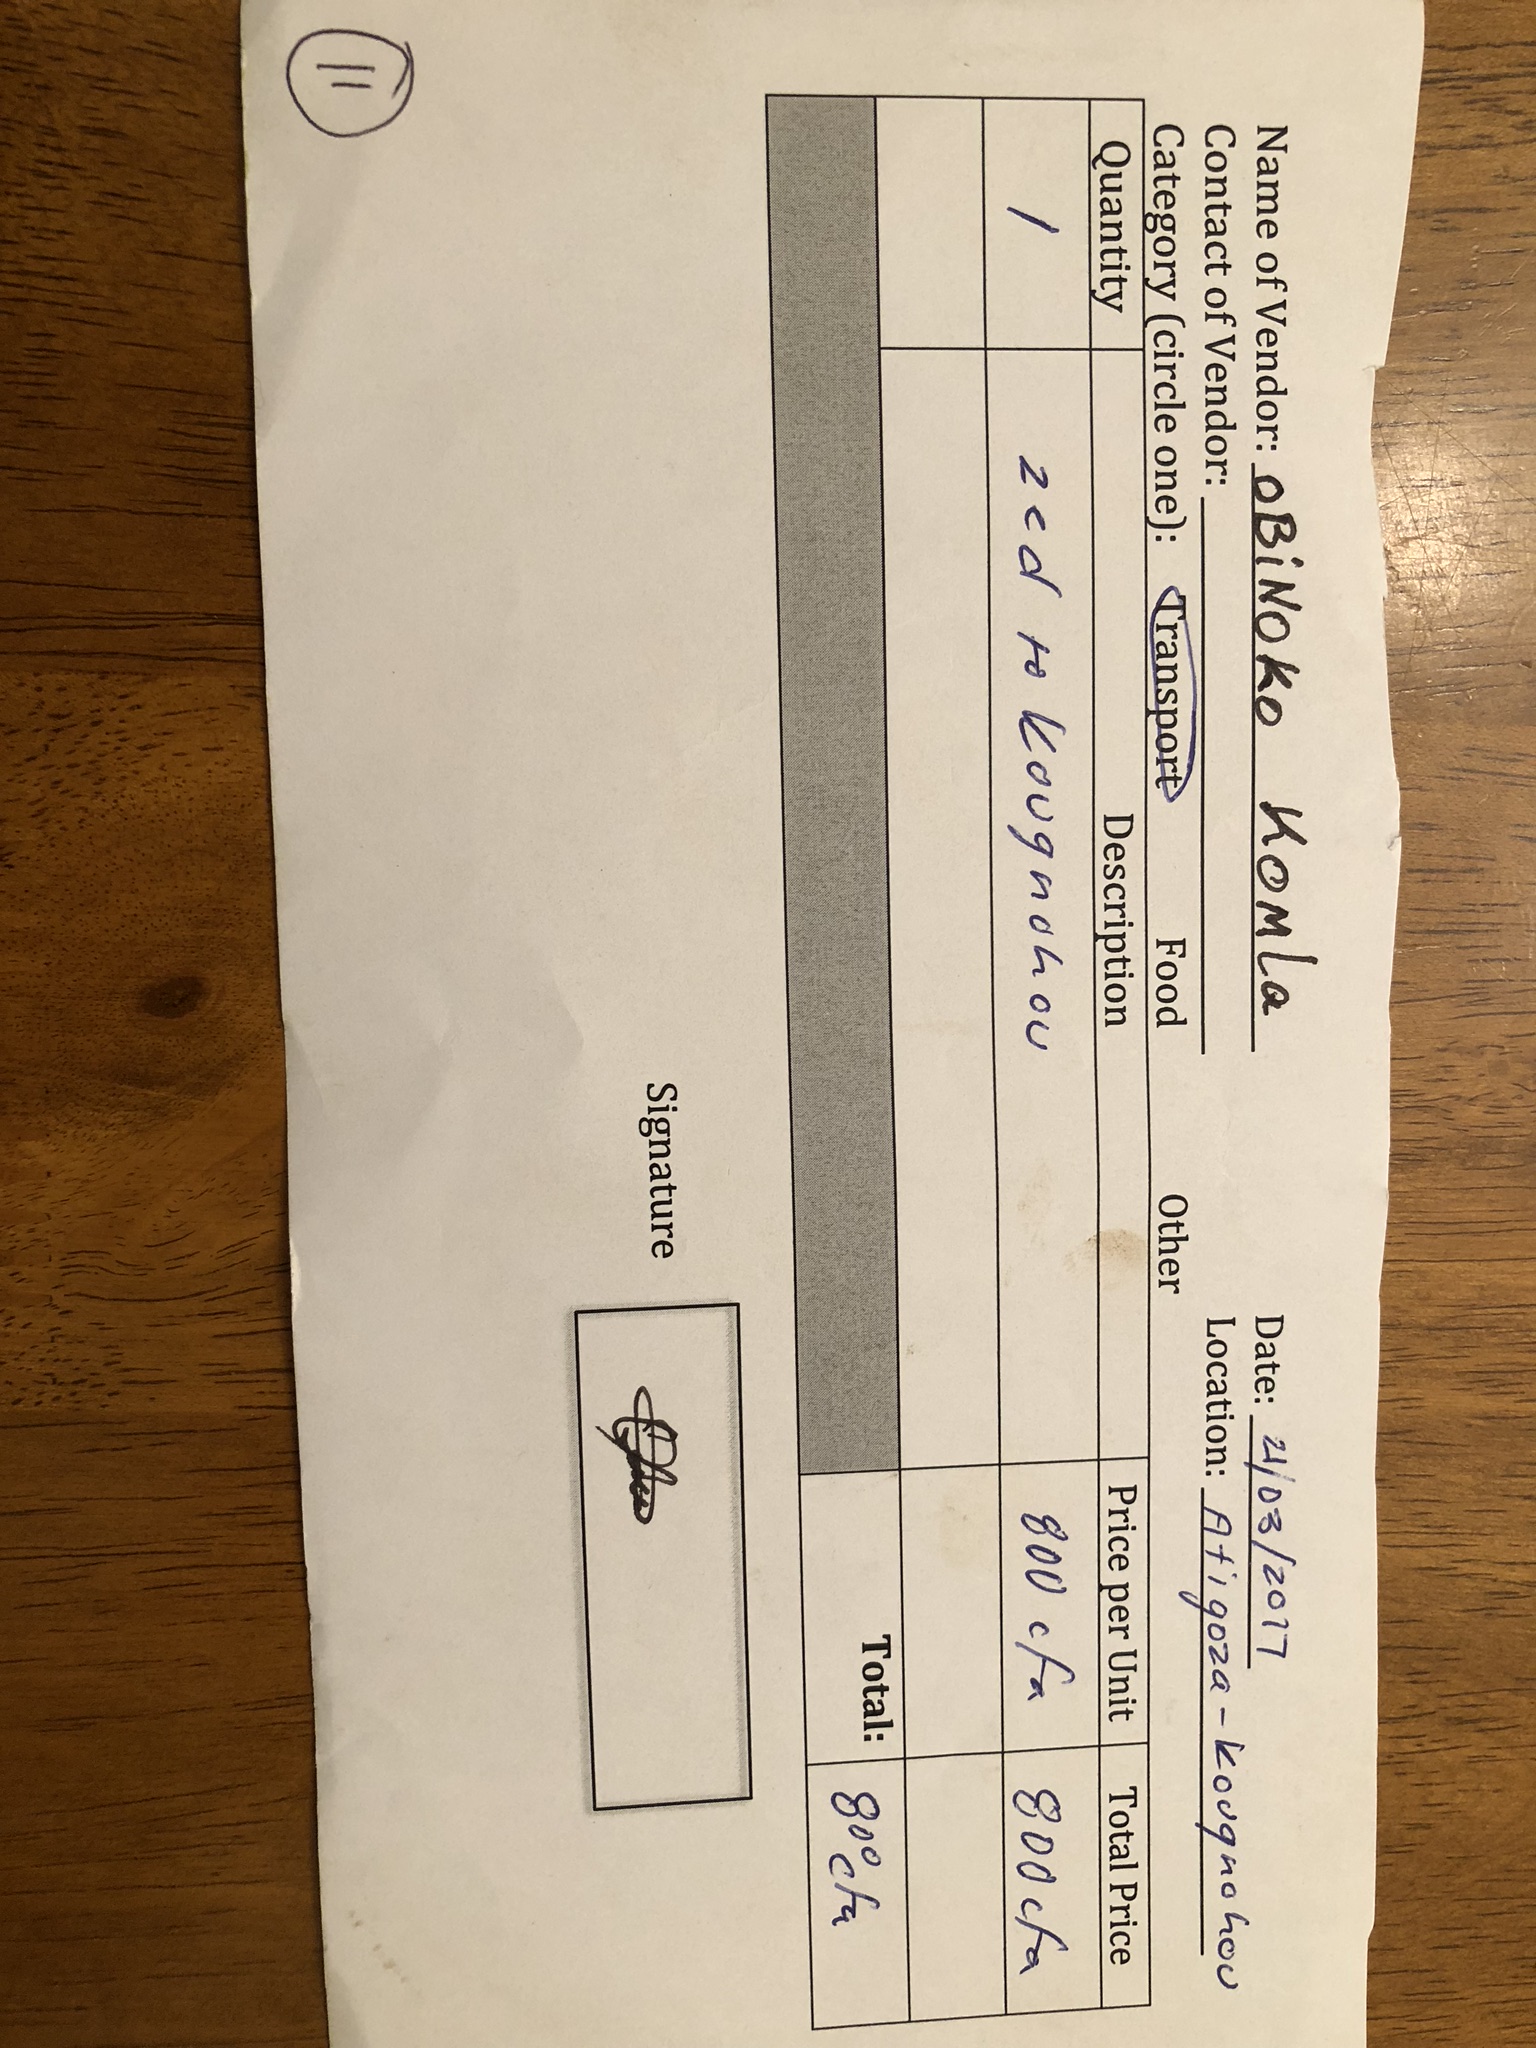 Name of Vendor: OBiNOKO KOMLa Date: 21/03/2017
Contact of Vendor: Location: Atigoza-Kougnohou
Category (circle one): Transport Food Other
Quantity Description Price per Unit Total Price
1 zed to Kougnohou 800 cfa 800 cfa
Total: 800 cfa
Signature
11